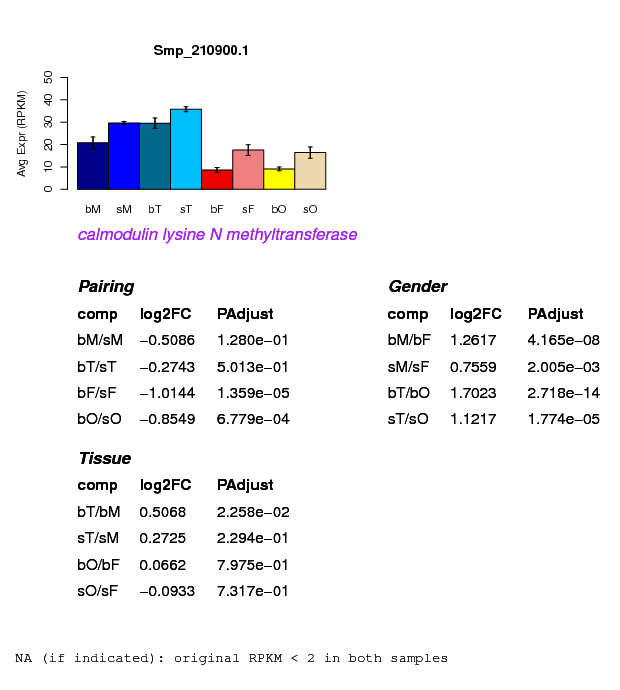 Smp_210900.1
Avg Expr (RPKM)
50
40
30
20
10
0
bM sM bT sT bF sF bO sO
calmodulin lysine N methyltransferase
Pairing
comp log2FC PAdjust
bM/sM −0.5086 1.280e−01
bT/sT −0.2743 5.013e−01
bF/sF −1.0144 1.359e−05
bO/sO −0.8549 6.779e−04
Gender
comp log2FC PAdjust
bM/bF 1.2617 4.165e−08
sM/sF 0.7559 2.005e−03
bT/bO 1.7023 2.718e−14
sT/sO 1.1217 1.774e−05
Tissue
comp log2FC PAdjust
bT/bM 0.5068 2.258e−02
sT/sM 0.2725 2.294e−01
bO/bF 0.0662 7.975e−01
sO/sF −0.0933 7.317e−01
NA (if indicated): original RPKM < 2 in both samples